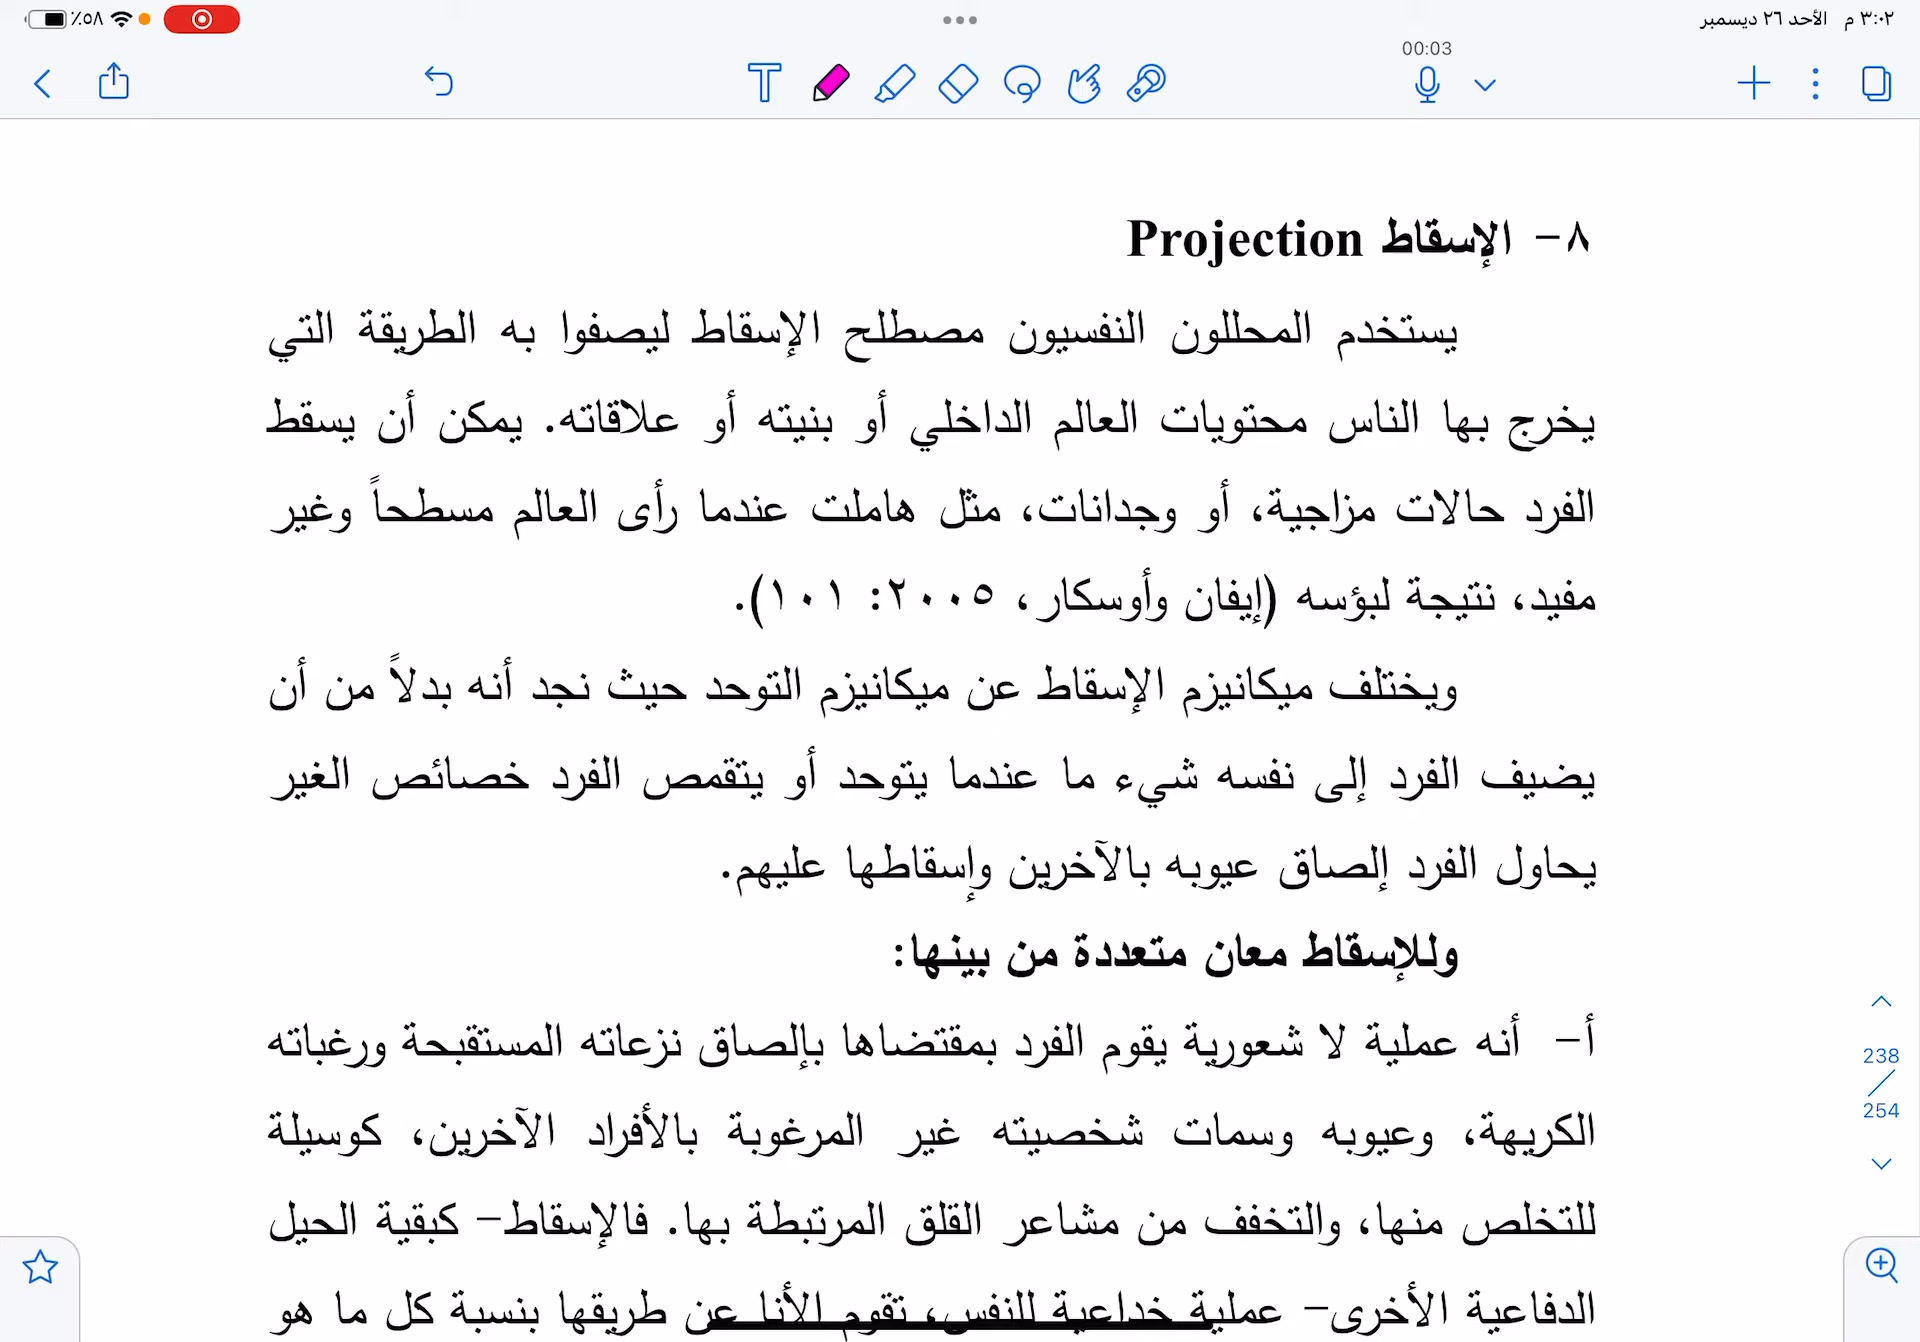 ٣:٠٢ م الأحد ٢٦ ديسمبر
٥٨٪
00:03
٨- الإسقاط Projection
يستخدم المحللون النفسيون مصطلح الإسقاط ليصفوا به الطريقة التي
يخرج بها الناس محتويات العالم الداخلي أو بنيته أو علاقاته. يمكن أن يسقط
الفرد حالات مزاجية، أو وجدانات، مثل هاملت عندما رأى العالم مسطحاً وغير
مفيد، نتيجة لبؤسه (إيفان وأوسكار، ٢٠٠٥: ١٠١).
ويختلف ميكانيزم الإسقاط عن ميكانيزم التوحد حيث نجد أنه بدلاً من أن
يضيف الفرد إلى نفسه شيء ما عندما يتوحد أو يتقمص الفرد خصائص الغير
يحاول الفرد إلصاق عيوبه بالآخرين وإسقاطها عليهم.
وللإسقاط معان متعددة من بينها:
أ- أنه عملية لا شعورية يقوم الفرد بمقتضاها بإلصاق نزعاته المستقبحة ورغباته
الكريهة، وعيوبه وسمات شخصيته غير المرغوبة بالأفراد الآخرين، كوسيلة
للتخلص منها، والتخفف من مشاعر القلق المرتبطة بها. فالإسقاط- كبقية الحيل
الدفاعية الأخرى- عملية خداعية للنفس، تقوم الأنا عن طريقها بنسبة كل ما هو
238
254